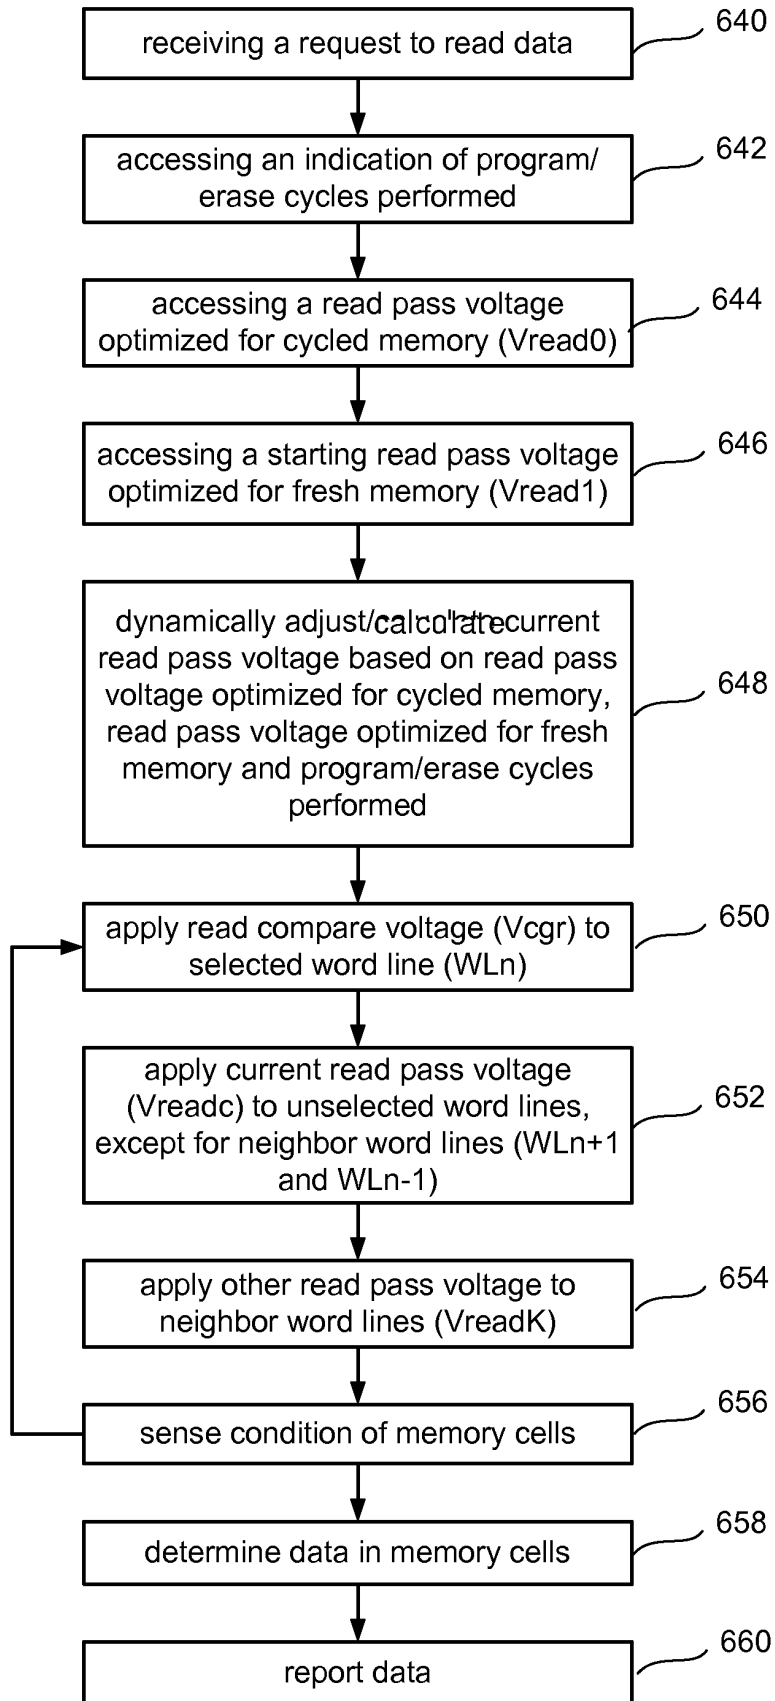 receiving a request to read data
640
accessing an indication of program/
erase cycles performed
642
accessing a read pass voltage
optimized for cycled memory (Vread0)
644
accessing a starting read pass voltage
optimized for fresh memory (Vread1)
646
dynamically adjust/calculate current
read pass voltage based on read pass
voltage optimized for cycled memory,
read pass voltage optimized for fresh
memory and program/erase cycles
performed
648
apply read compare voltage (Vcgr) to
selected word line (WLn)
650
apply current read pass voltage
(Vreadc) to unselected word lines,
except for neighbor word lines (WLn+1
and WLn-1)
652
apply other read pass voltage to
neighbor word lines (VreadK)
654
sense condition of memory cells
656
determine data in memory cells
658
report data
660